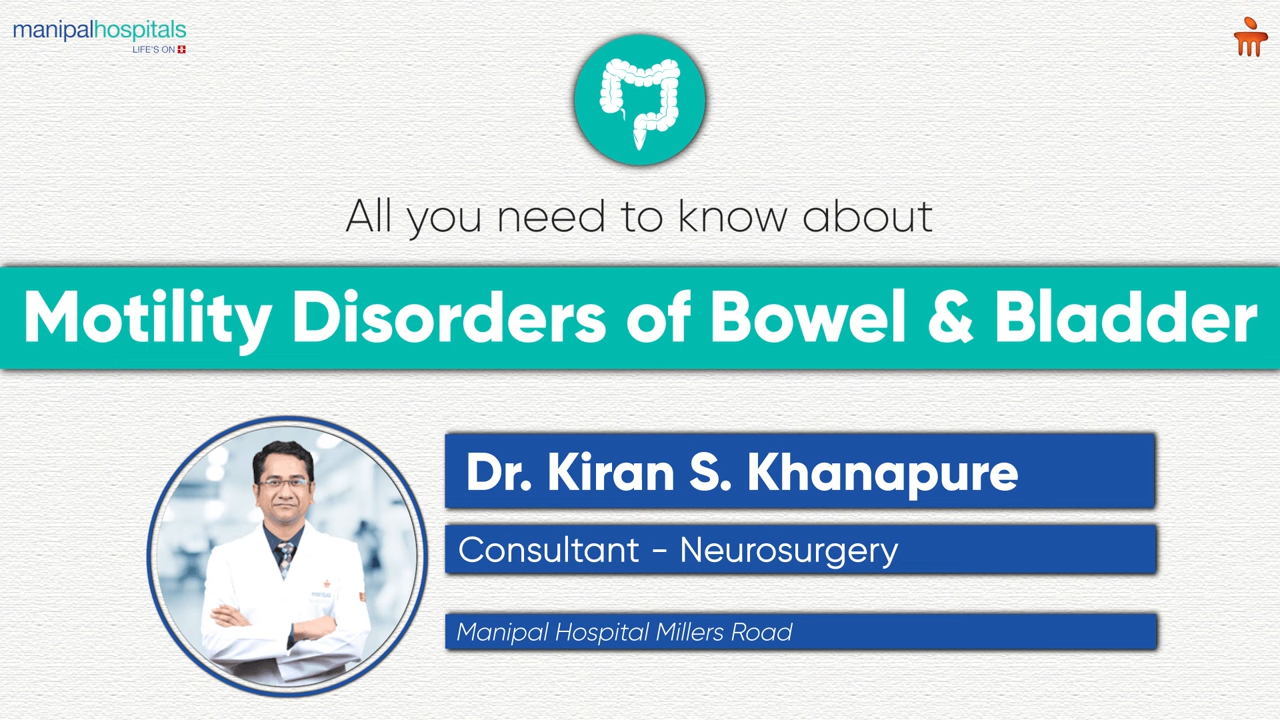 manipalhospitals
LIFE'S ON
All you need to know about
Motility Disorders of Bowel & Bladder
Dr. Kiran S. Khanapure
Consultant - Neurosurgery
Manipal Hospital Millers Road